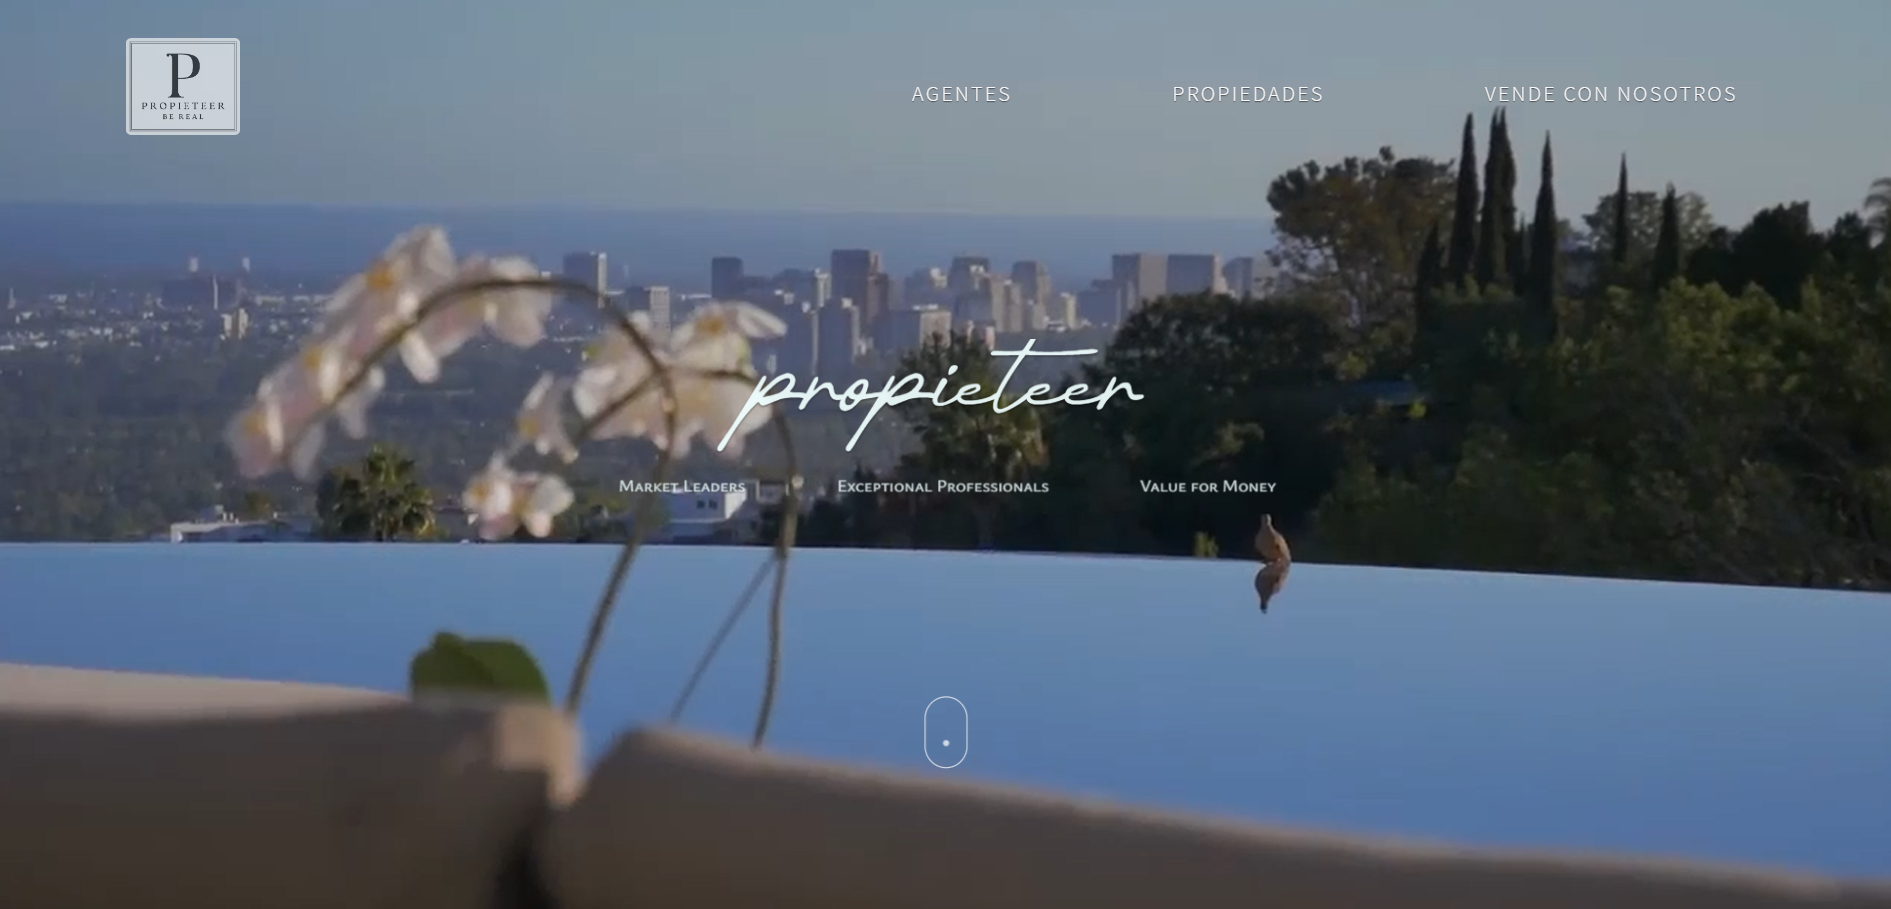 P
PROPIETEER
BE REAL
AGENTES PROPIEDADES VENDE CON NOSOTROS
propieteer
Market Leaders Exceptional Professionals Value for Money